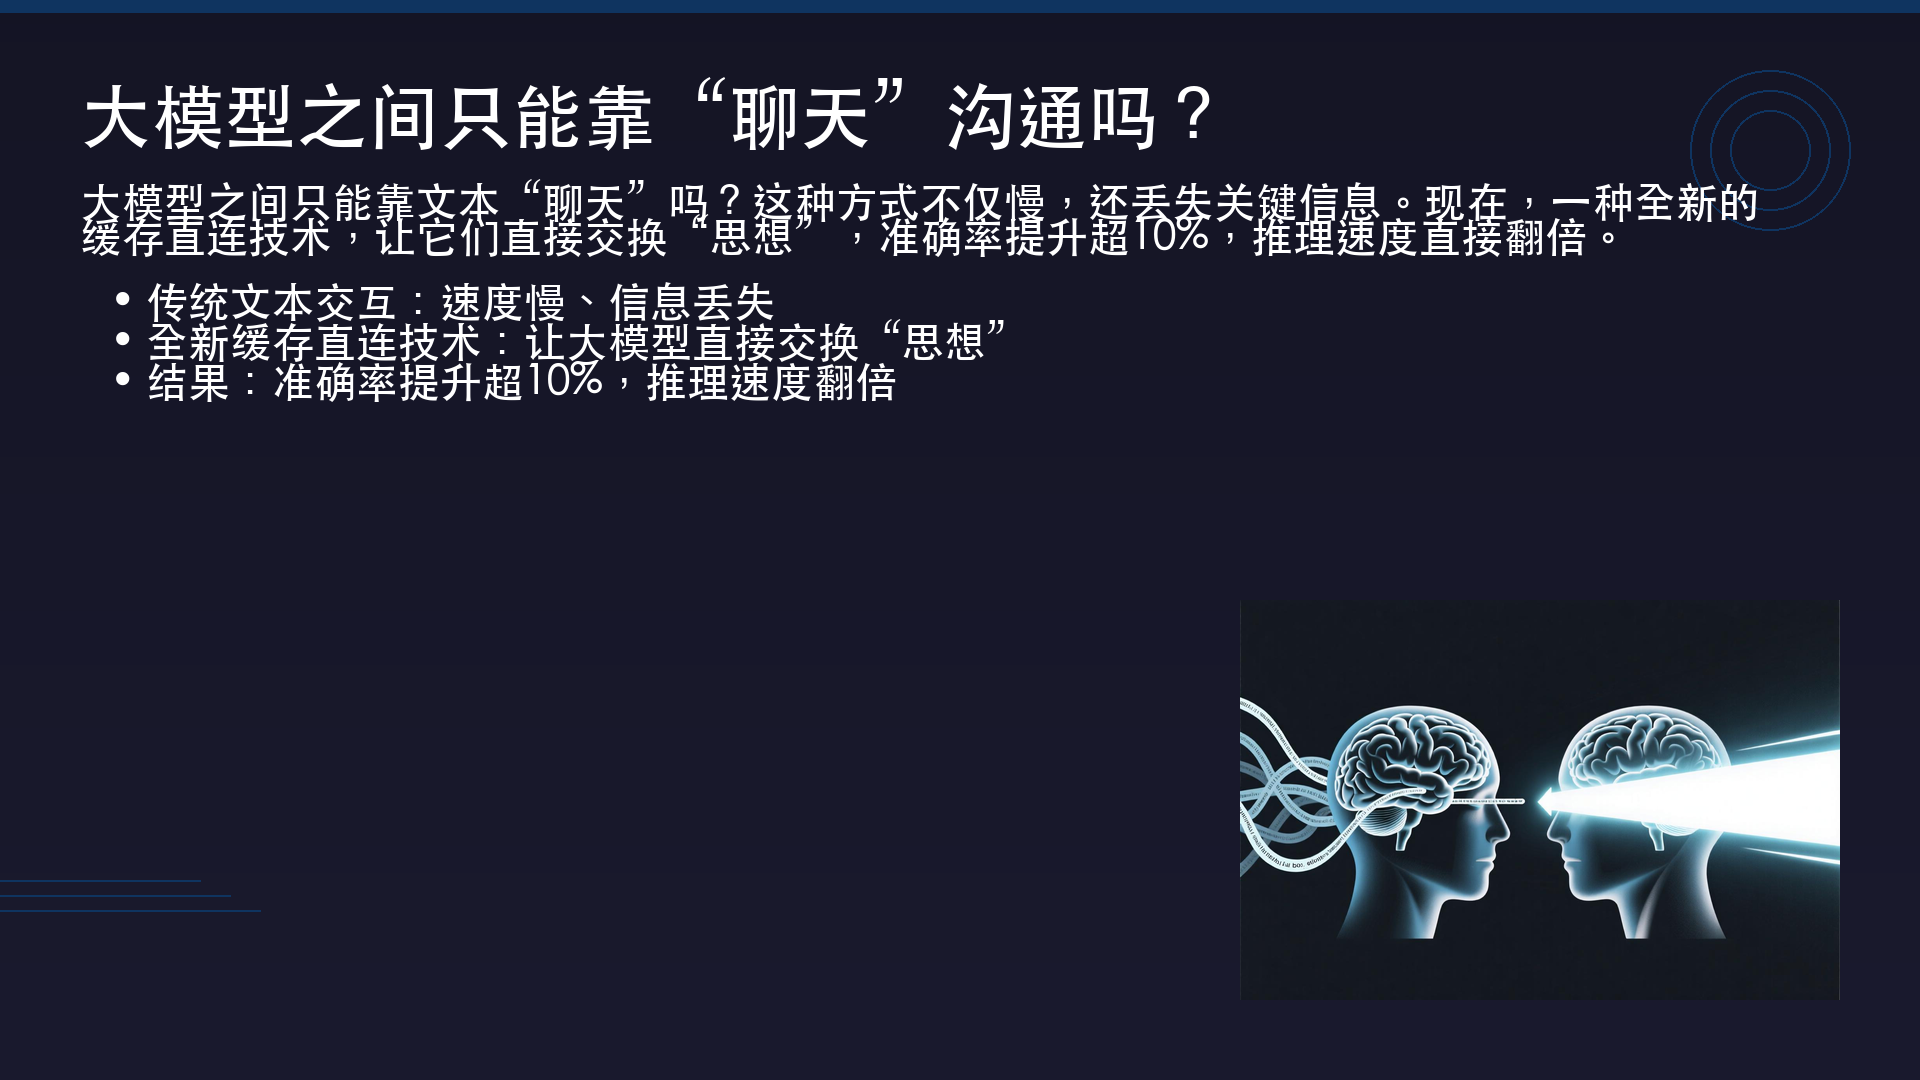 大模型之间只能靠“聊天”沟通吗？
大模型之间只能靠文本“聊天”吗？这种方式不仅慢，还丢失关键信息。现在，一种全新的
缓存直连技术，让它们直接交换“思想”，准确率提升超10%，推理速度直接翻倍。
• 传统文本交互：速度慢、信息丢失
• 全新缓存直连技术：让大模型直接交换“思想”
• 结果：准确率提升超10%，推理速度翻倍